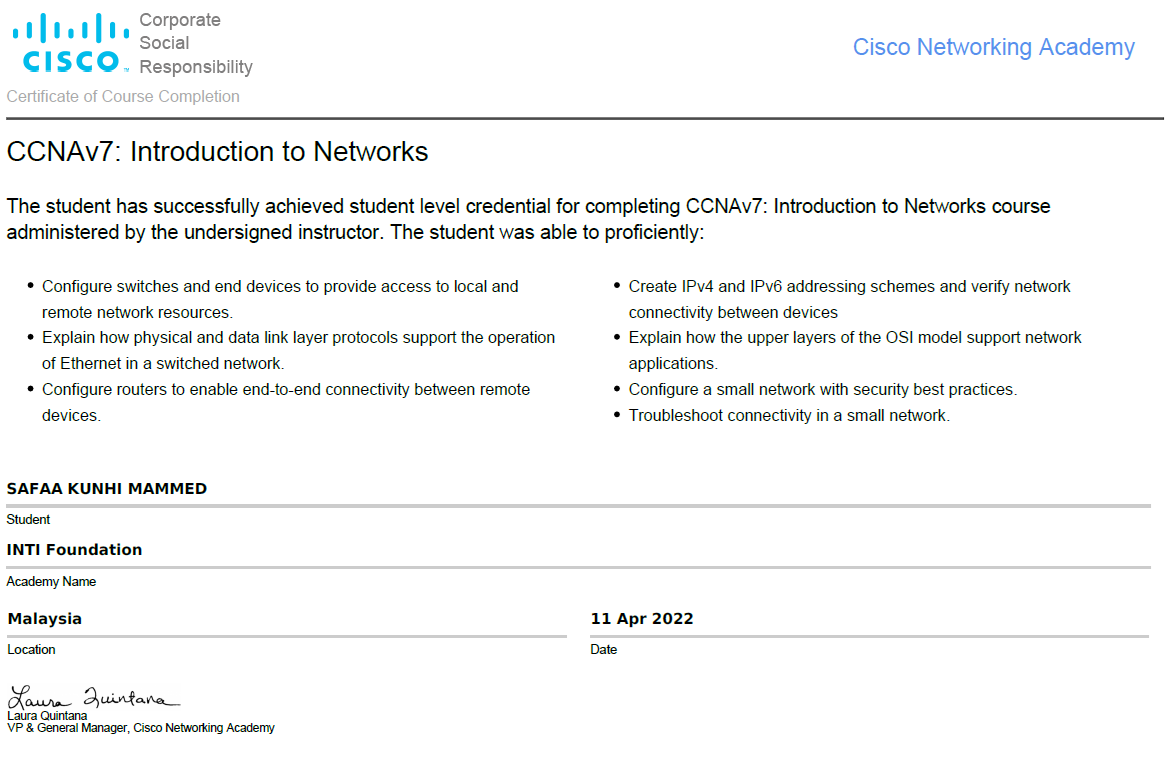 Corporate
Social
Responsibility
CISCO™
Cisco Networking Academy
Certificate of Course Completion
CCNAv7: Introduction to Networks
The student has successfully achieved student level credential for completing CCNAv7: Introduction to Networks course
administered by the undersigned instructor. The student was able to proficiently:
• Configure switches and end devices to provide access to local and
remote network resources.
• Explain how physical and data link layer protocols support the operation
of Ethernet in a switched network.
• Configure routers to enable end-to-end connectivity between remote
devices.
• Create IPv4 and IPv6 addressing schemes and verify network
connectivity between devices
• Explain how the upper layers of the OSI model support network
applications.
• Configure a small network with security best practices.
• Troubleshoot connectivity in a small network.
SAFAA KUNHI MAMMED
Student
INTI Foundation
Academy Name
Malaysia
Location
11 Apr 2022
Date
Laura Quintana
Laura Quintana
VP & General Manager, Cisco Networking Academy